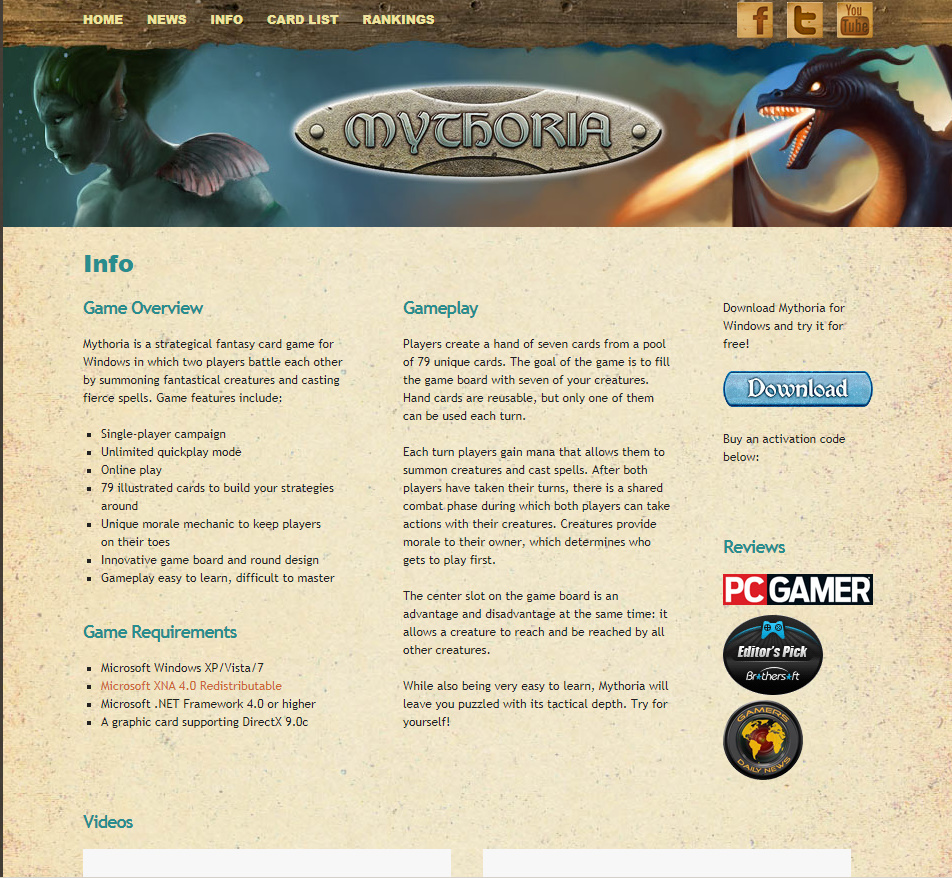 HOME NEWS INFO CARD LIST RANKINGS
f t You Tube
MYTHORIA
Info
Game Overview
Mythoria is a strategical fantasy card game for
Windows in which two players battle each other
by summoning fantastical creatures and casting
fierce spells. Game features include:
Single-player campaign
Unlimited quickplay mode
Online play
79 illustrated cards to build your strategies
around
Unique morale mechanic to keep players
on their toes
Innovative game board and round design
Gameplay easy to learn, difficult to master
Game Requirements
Microsoft Windows XP/Vista/7
Microsoft XNA 4.0 Redistributable
Microsoft .NET Framework 4.0 or higher
A graphic card supporting DirectX 9.0c
Gameplay
Players create a hand of seven cards from a pool
of 79 unique cards. The goal of the game is to fill
the game board with seven of your creatures.
Hand cards are reusable, but only one of them
can be used each turn.
Each turn players gain mana that allows them to
summon creatures and cast spells. After both
players have taken their turns, there is a shared
combat phase during which both players can take
actions with their creatures. Creatures provide
morale to their owner, which determines who
gets to play first.
The center slot on the game board is an
advantage and disadvantage at the same time: it
allows a creature to reach and be reached by all
other creatures.
While also being very easy to learn, Mythoria will
leave you puzzled with its tactical depth. Try for
yourself!
Download Mythoria for
Windows and try it for
free!
Download
Buy an activation code
below:
Reviews
PC GAMER
Editor's Pick
Brothersoft
GAMERS
DAILY NEWS
Videos